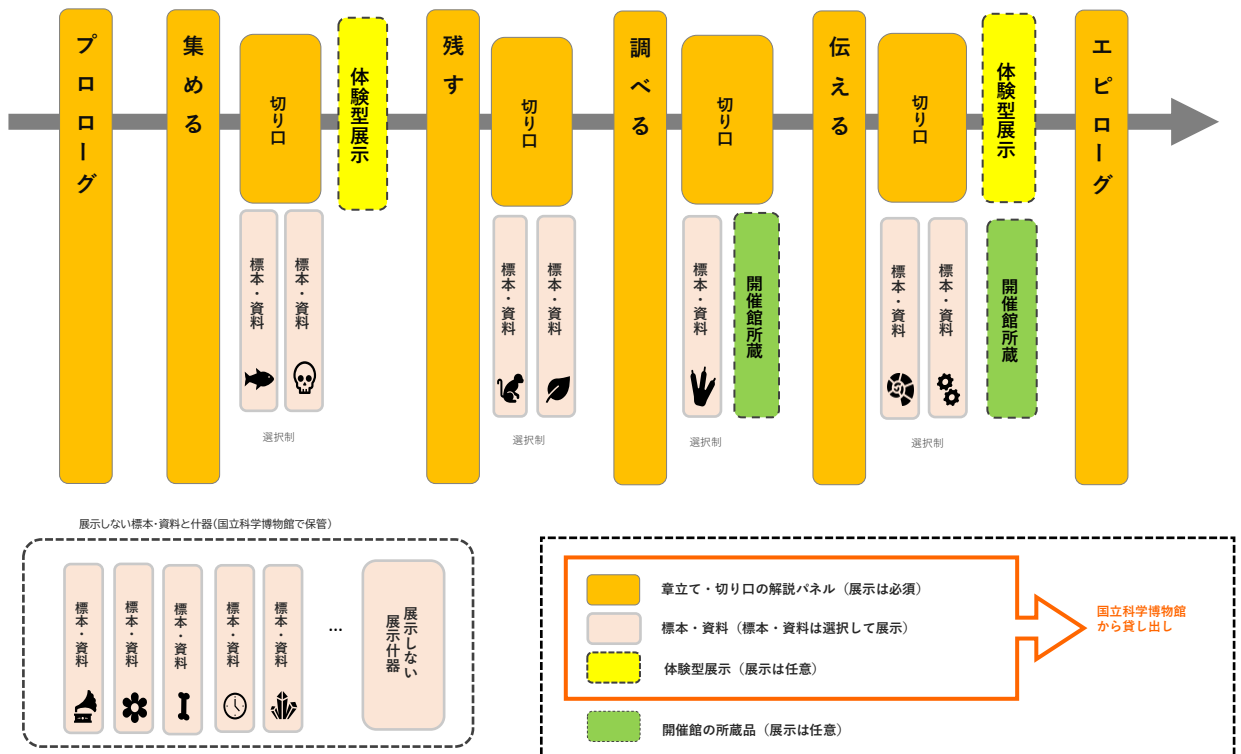 プロローグ
集める
切り口
体験型展示
標本・資料
標本・資料
選択制
残す
切り口
標本・資料
標本・資料
選択制
調べる
切り口
標本・資料
開催館所蔵
選択制
伝える
切り口
体験型展示
標本・資料
標本・資料
開催館所蔵
選択制
エピローグ
展示しない標本・資料と什器(国立科学博物館で保管)
標本・資料
標本・資料
標本・資料
標本・資料
標本・資料
…
展示しない
展示什器
章立て・切り口の解説パネル（展示は必須）
標本・資料（標本・資料は選択して展示）
体験型展示（展示は任意）
開催館の所蔵品（展示は任意）
国立科学博物館
から貸し出し